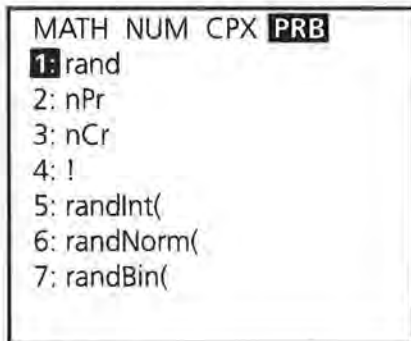 MATH NUM CPX PRB
1: rand
2: nPr
3: nCr
4: !
5: randInt(
6: randNorm(
7: randBin(